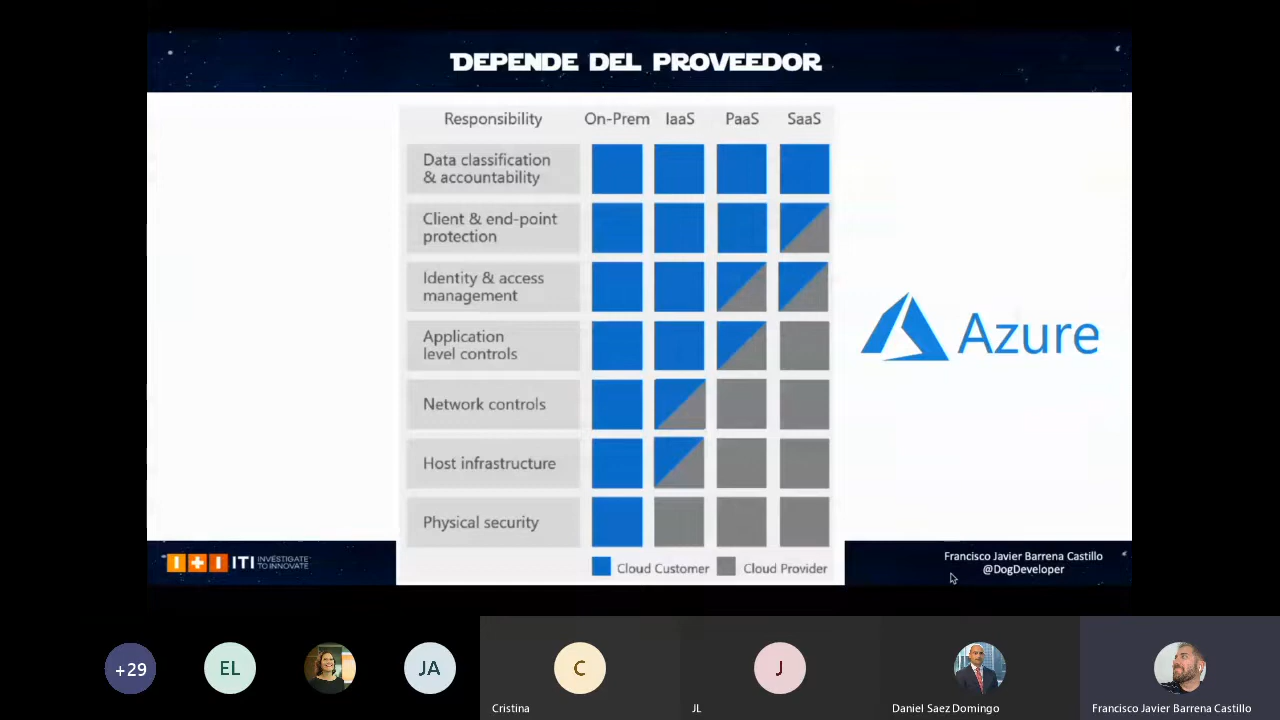 DEPENDE DEL PROVEEDOR
Responsibility On-Prem IaaS PaaS SaaS
Data classification
& accountability
Client & end-point
protection
Identity & access
management
Application
level controls
Network controls
Host infrastructure
Physical security
Cloud Customer Cloud Provider
Azure
ITI INVESTIGATE
TO INNOVATE
Francisco Javier Barrena Castillo
@DogDeveloper
+29
EL
JA
C
J
Cristina
JL
Daniel Saez Domingo
Francisco Javier Barrena Castillo